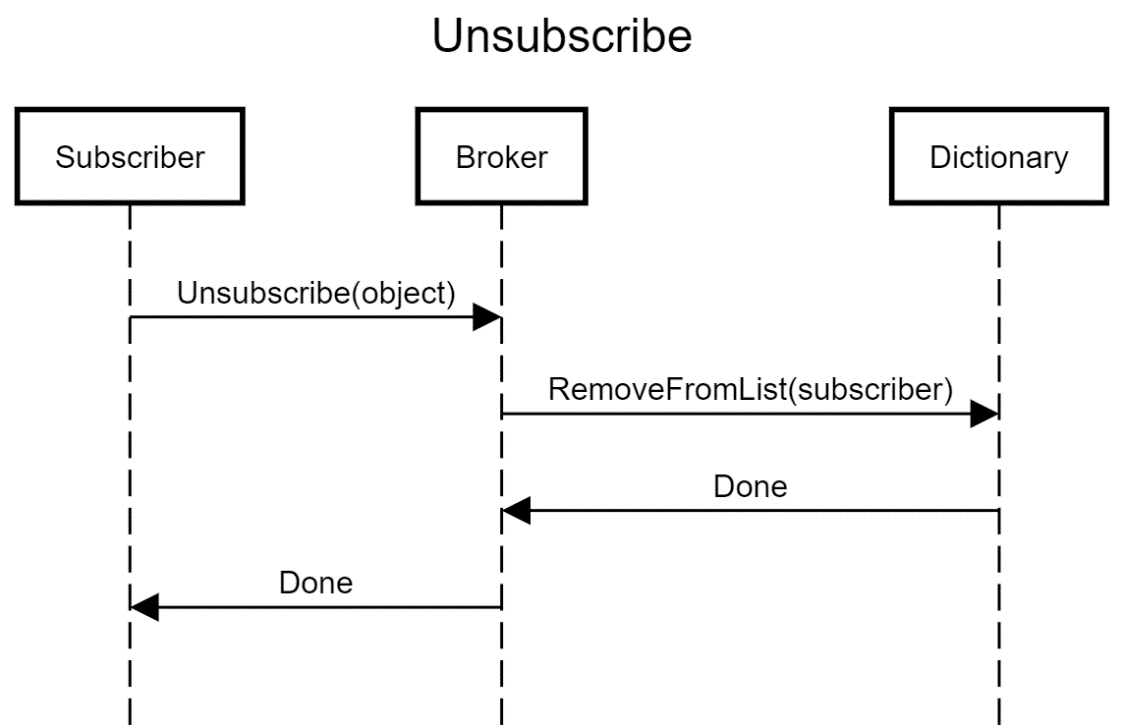 Unsubscribe
Subscriber
Broker
Dictionary
Unsubscribe(object)
RemoveFromList(subscriber)
Done
Done